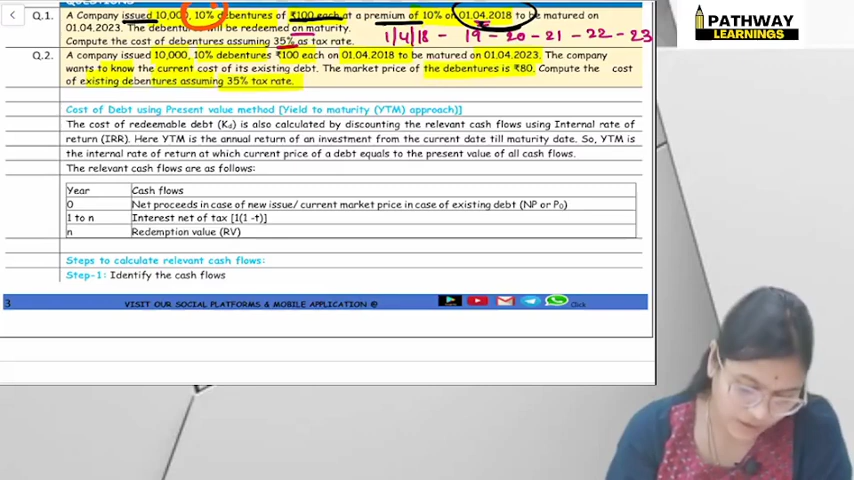 QUESTIONS
Q.1. A Company issued 10,000, 10% debentures of ₹100 each at a premium of 10% on 01.04.2018 to be matured on
01.04.2023. The debentures will be redeemed on maturity.
1/4/18 - 19 - 20 - 21 - 22 - 23
Compute the cost of debentures assuming 35% as tax rate.
Q.2. A company issued 10,000, 10% debentures ₹100 each on 01.04.2018 to be matured on 01.04.2023. The company
wants to know the current cost of its existing debt. The market price of the debentures is ₹80. Compute the cost
of existing debentures assuming 35% tax rate.
Cost of Debt using Present value method [Yield to maturity (YTM) approach)]
The cost of redeemable debt (Kd) is also calculated by discounting the relevant cash flows using Internal rate of
return (IRR). Here YTM is the annual return of an investment from the current date till maturity date. So, YTM is
the internal rate of return at which current price of a debt equals to the present value of all cash flows.
The relevant cash flows are as follows:
Year Cash flows
0 Net proceeds in case of new issue/ current market price in case of existing debt (NP or P0)
1 to n Interest net of tax [1(1 -t)]
n Redemption value (RV)
Steps to calculate relevant cash flows:
Step-1: Identify the cash flows
3 VISIT OUR SOCIAL PLATFORMS & MOBILE APPLICATION @ Click
PATHWAY
LEARNING